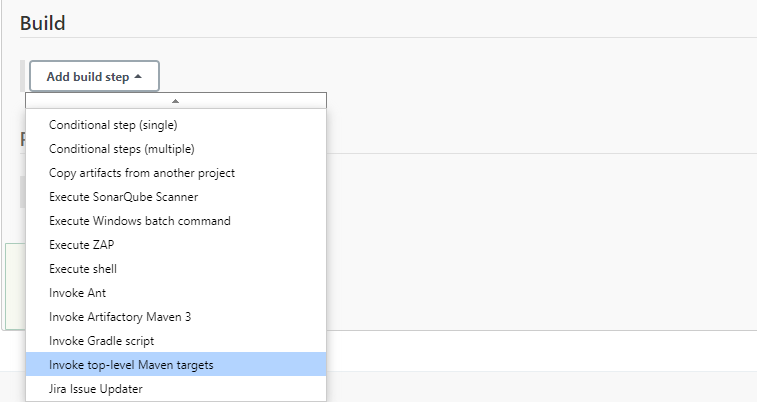 Build
Add build step
Conditional step (single)
Conditional steps (multiple)
Copy artifacts from another project
Execute SonarQube Scanner
Execute Windows batch command
Execute ZAP
Execute shell
Invoke Ant
Invoke Artifactory Maven 3
Invoke Gradle script
Invoke top-level Maven targets
Jira Issue Updater